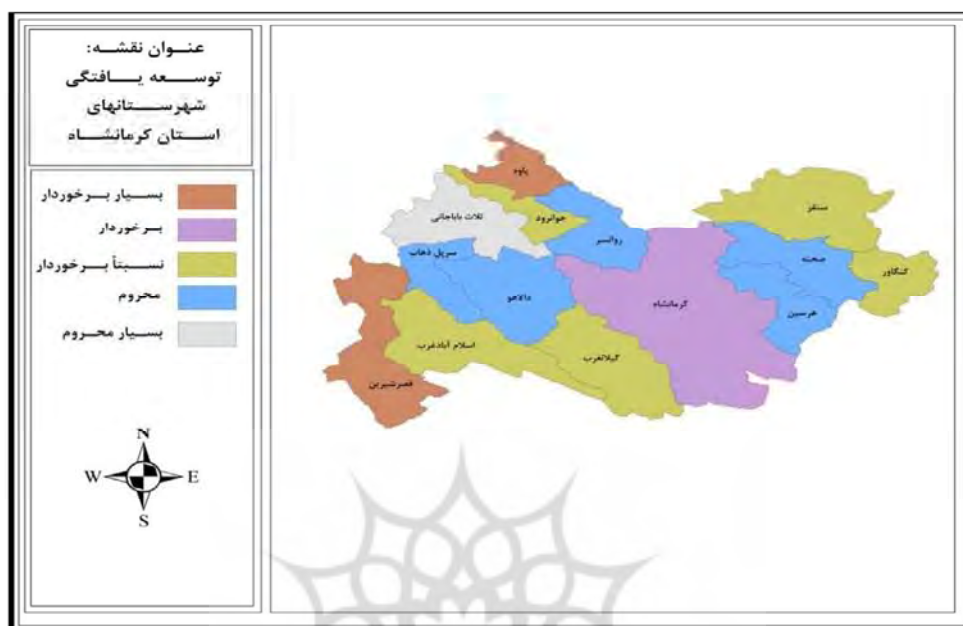 عنوان نقشه:
توسعه یافتگی
شهرستانهای
استان کرمانشاه
بسیار برخوردار
برخوردار
نسبتاً برخوردار
محروم
بسیار محروم
N
W E
S
پاوه
سنقر
جوانرود
ثلاث باباجانی
روانسر
صحنه
سرپل ذهاب
کنگاور
دالاهو
کرمانشاه
هرسین
اسلام آبادغرب
گیلانغرب
قصرشیرین